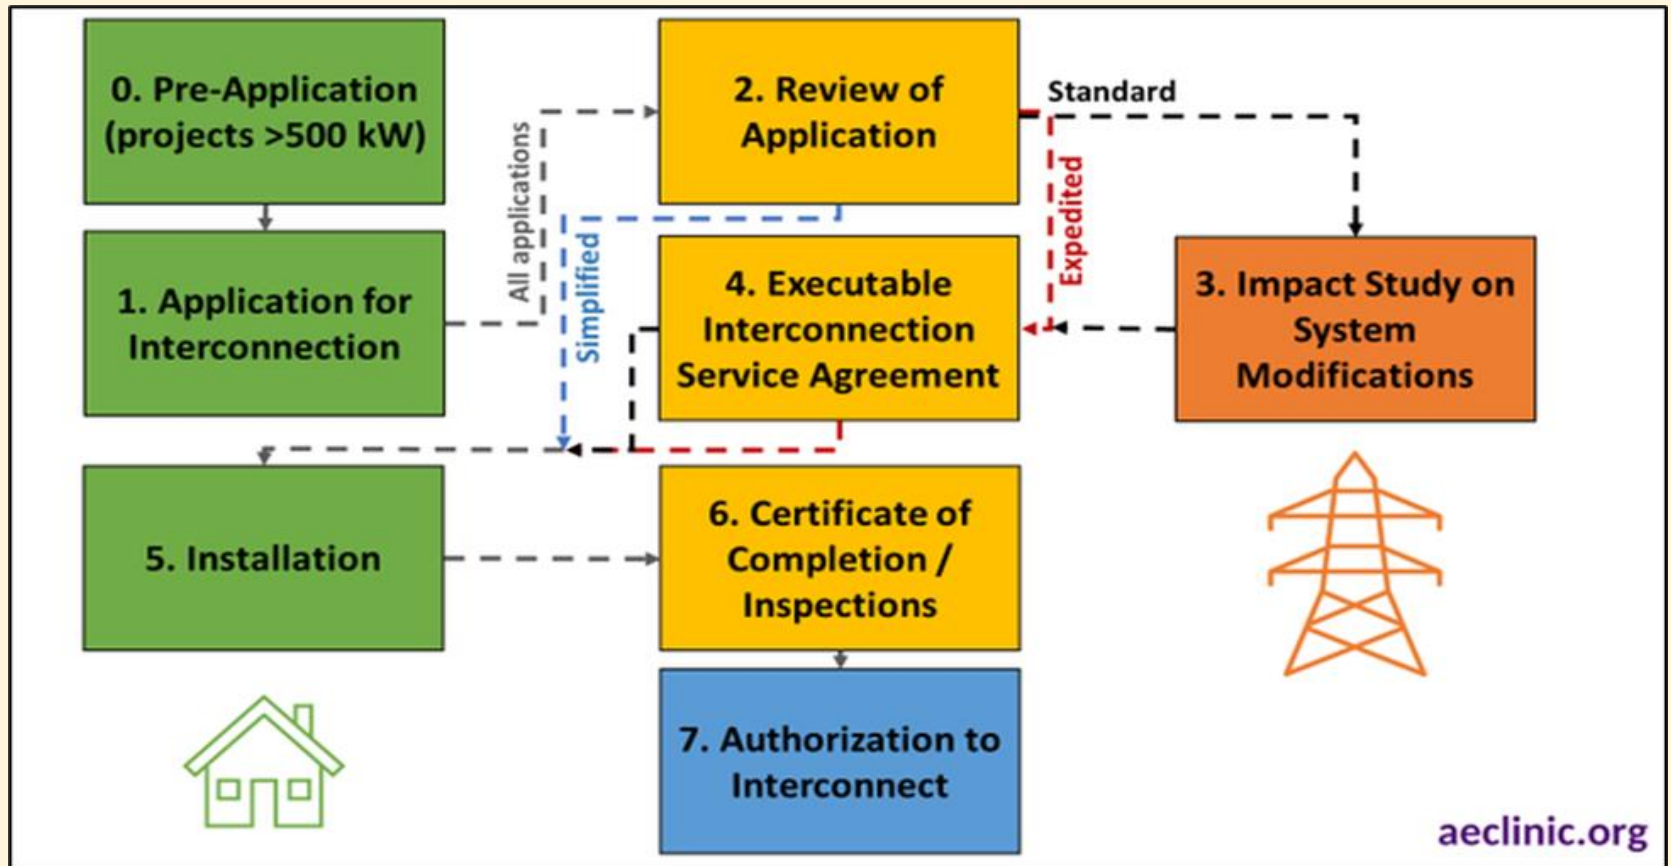 0. Pre-Application
(projects >500 kW)
1. Application for
Interconnection
All applications
2. Review of
Application
Standard
Expedited
Simplified
3. Impact Study on
System
Modifications
4. Executable
Interconnection
Service Agreement
5. Installation
6. Certificate of
Completion /
Inspections
7. Authorization to
Interconnect
aeclinic.org